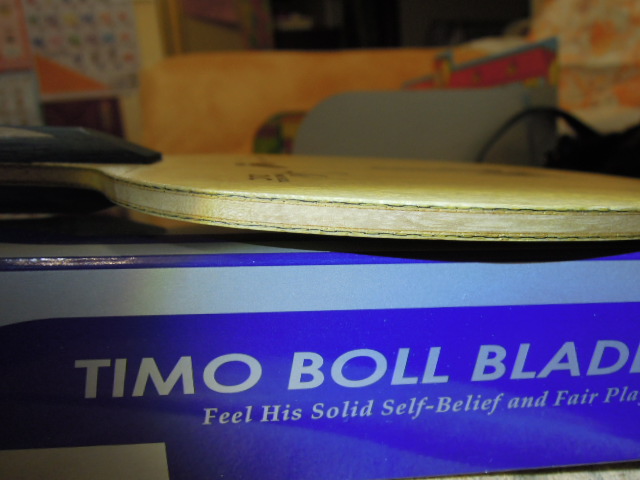 TIMO BOLL BLADE
Feel His Solid Self-Belief and Fair Play